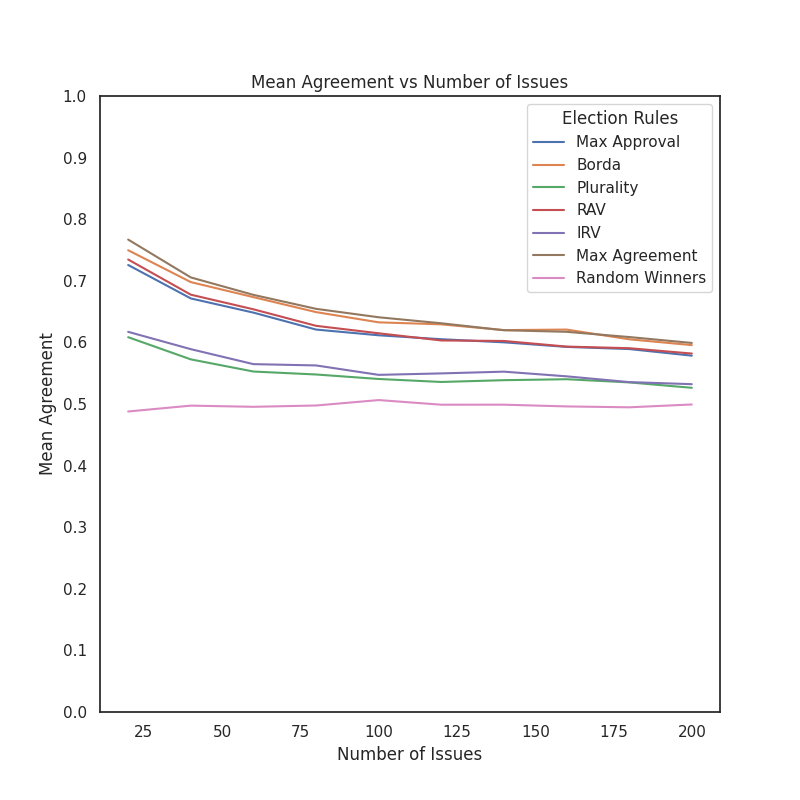 Mean Agreement vs Number of Issues
1.0
0.9
0.8
0.7
0.6
0.5
0.4
0.3
0.2
0.1
0.0
Mean Agreement
Election Rules
Max Approval
Borda
Plurality
RAV
IRV
Max Agreement
Random Winners
25 50 75 100 125 150 175 200
Number of Issues